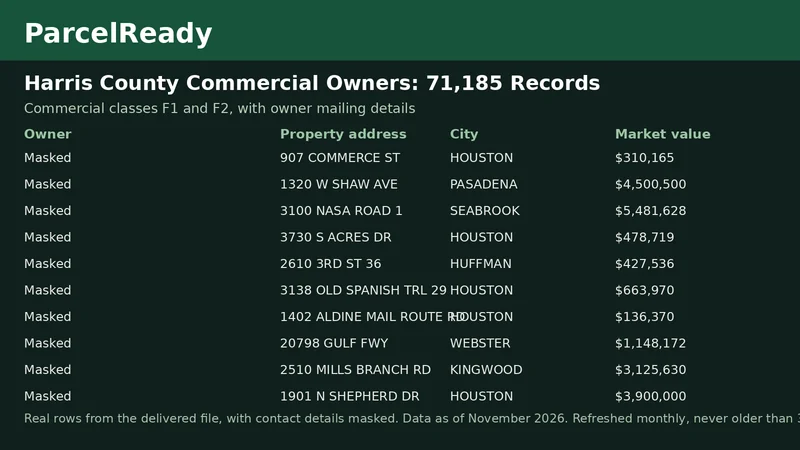 ParcelReady
Harris County Commercial Owners: 71,185 Records
Commercial classes F1 and F2, with owner mailing details
Owner Property address City Market value
Masked 907 COMMERCE ST HOUSTON $310,165
Masked 1320 W SHAW AVE PASADENA $4,500,500
Masked 3100 NASA ROAD 1 SEABROOK $5,481,628
Masked 3730 S ACRES DR HOUSTON $478,719
Masked 2610 3RD ST 36 HUFFMAN $427,536
Masked 3138 OLD SPANISH TRL 29 HOUSTON $663,970
Masked 1402 ALDINE MAIL ROUTE RD HOUSTON $136,370
Masked 20798 GULF FWY WEBSTER $1,148,172
Masked 2510 MILLS BRANCH RD KINGWOOD $3,125,630
Masked 1901 N SHEPHERD DR HOUSTON $3,900,000
Real rows from the delivered file, with contact details masked. Data as of November 2026. Refreshed monthly, never older than